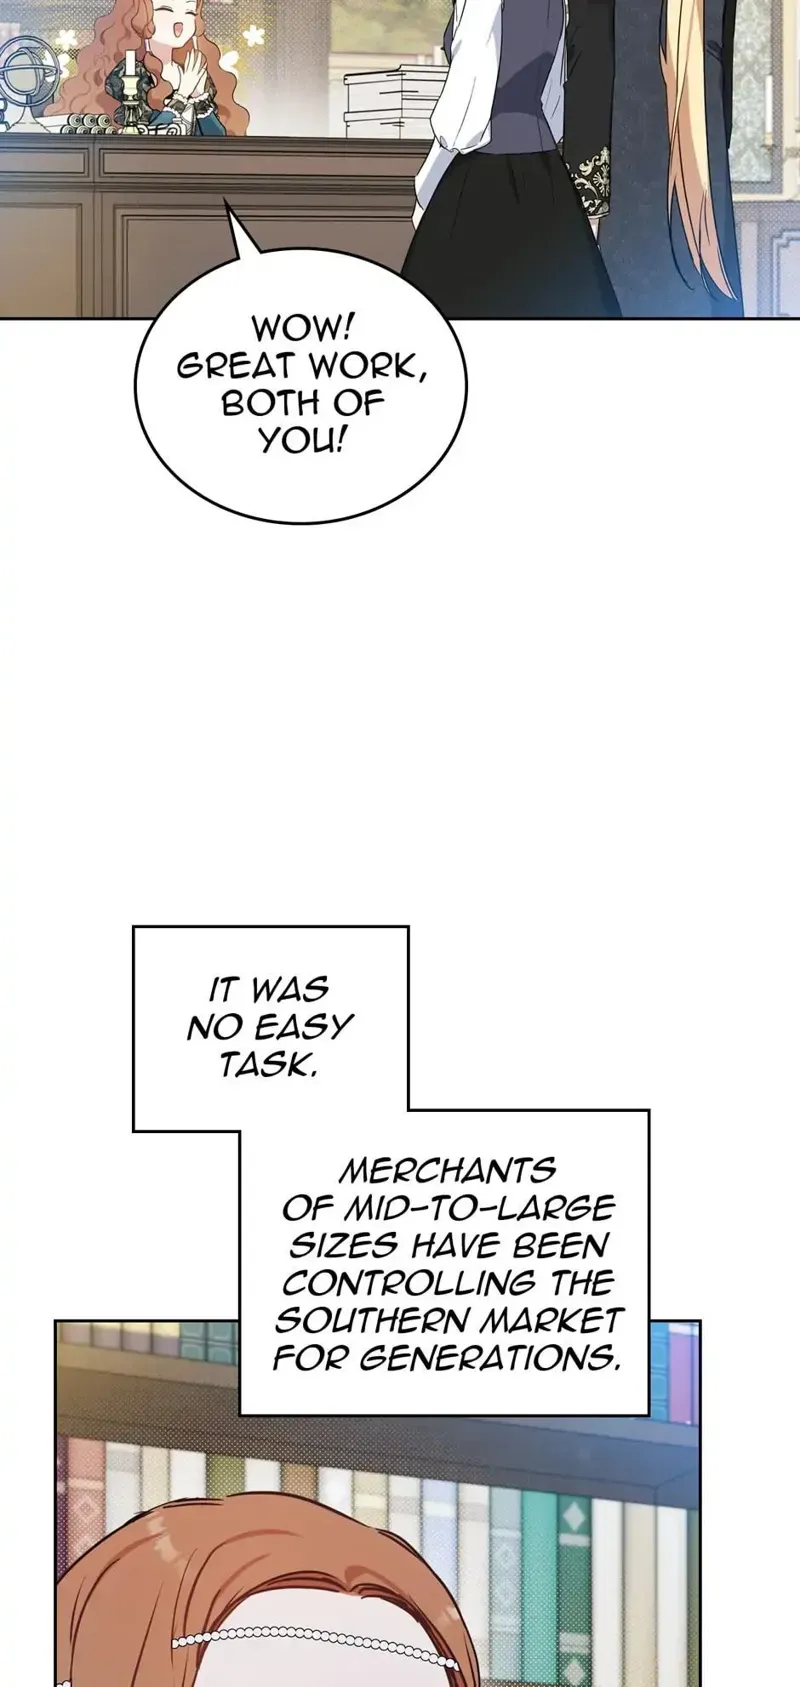 WOW!
GREAT WORK,
BOTH OF
YOU!
IT WAS
NO EASY
TASK.
MERCHANTS
OF MID-TO-LARGE
SIZES HAVE BEEN
CONTROLLING THE
SOUTHERN MARKET
FOR GENERATIONS.